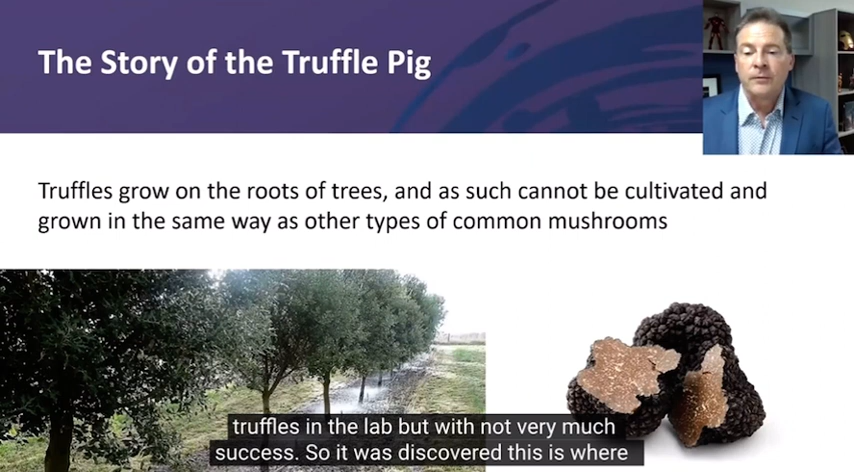 The Story of the Truffle Pig
Truffles grow on the roots of trees, and as such cannot be cultivated and
grown in the same way as other types of common mushrooms
truffles in the lab but with not very much
success. So it was discovered this is where